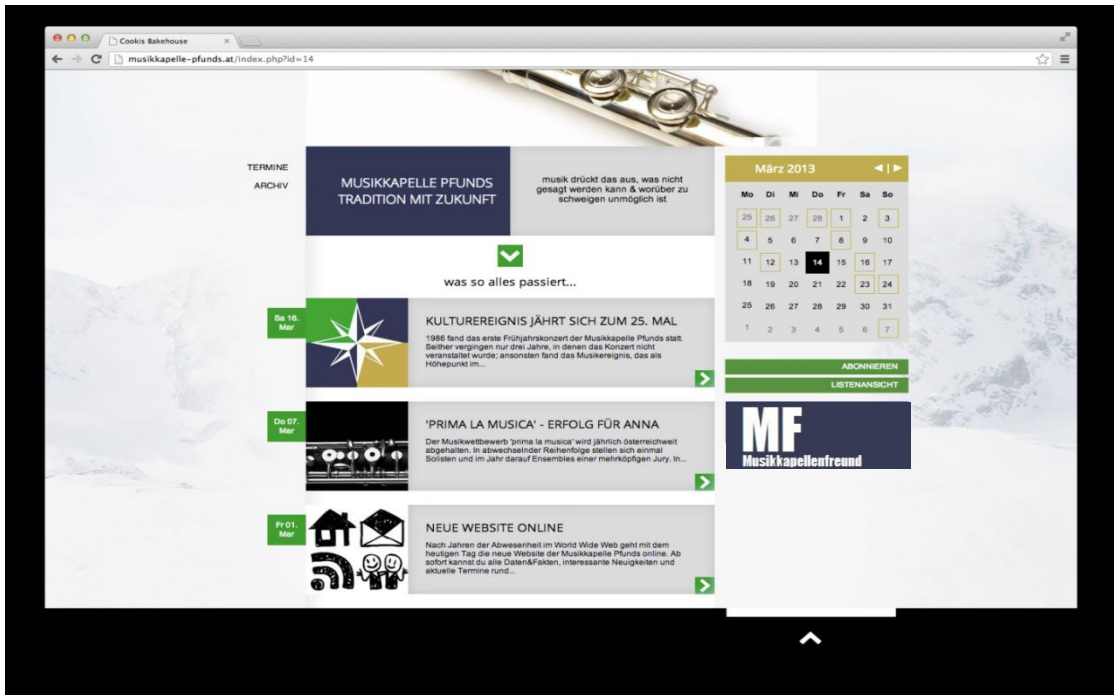 Cookis Bakehouse
musikkapelle-pfunds.at/index.php?id=14
TERMINE
ARCHIV
MUSIKKAPELLE PFUNDS
TRADITION MIT ZUKUNFT
musik drückt das aus, was nicht
gesagt werden kann & worüber zu
schweigen unmöglich ist
was so alles passiert...
Sa 16.
Mar
KULTUREREIGNIS JÄHRT SICH ZUM 25. MAL
1986 fand das erste Frühjahrskonzert der Musikkapelle Pfunds statt.
Seither vergingen nur drei Jahre, in denen das Konzert nicht
veranstaltet wurde; ansonsten fand das Musikereignis, das als
Höhepunkt im...
Do 07.
Mar
'PRIMA LA MUSICA' - ERFOLG FÜR ANNA
Der Musikwettbewerb 'prima la musica' wird jährlich österreichweit
abgehalten. In abwechselnder Reihenfolge stellen sich einmal
Solisten und im Jahr darauf Ensembles einer mehrköpfigen Jury. In...
Fr 01.
Mar
NEUE WEBSITE ONLINE
Nach Jahren der Abwesenheit im World Wide Web geht mit dem
heutigen Tag die neue Website der Musikkapelle Pfunds online. Ab
sofort kannst du alle Daten&Fakten, interessante Neuigkeiten und
aktuelle Termine rund...
März 2013
Mo Di Mi Do Fr Sa So
25 26 27 28 1 2 3
4 5 6 7 8 9 10
11 12 13 14 15 16 17
18 19 20 21 22 23 24
25 26 27 28 29 30 31
1 2 3 4 5 6 7
ABONNIEREN
LISTENANSICHT
MF
Musikkapellenfreund